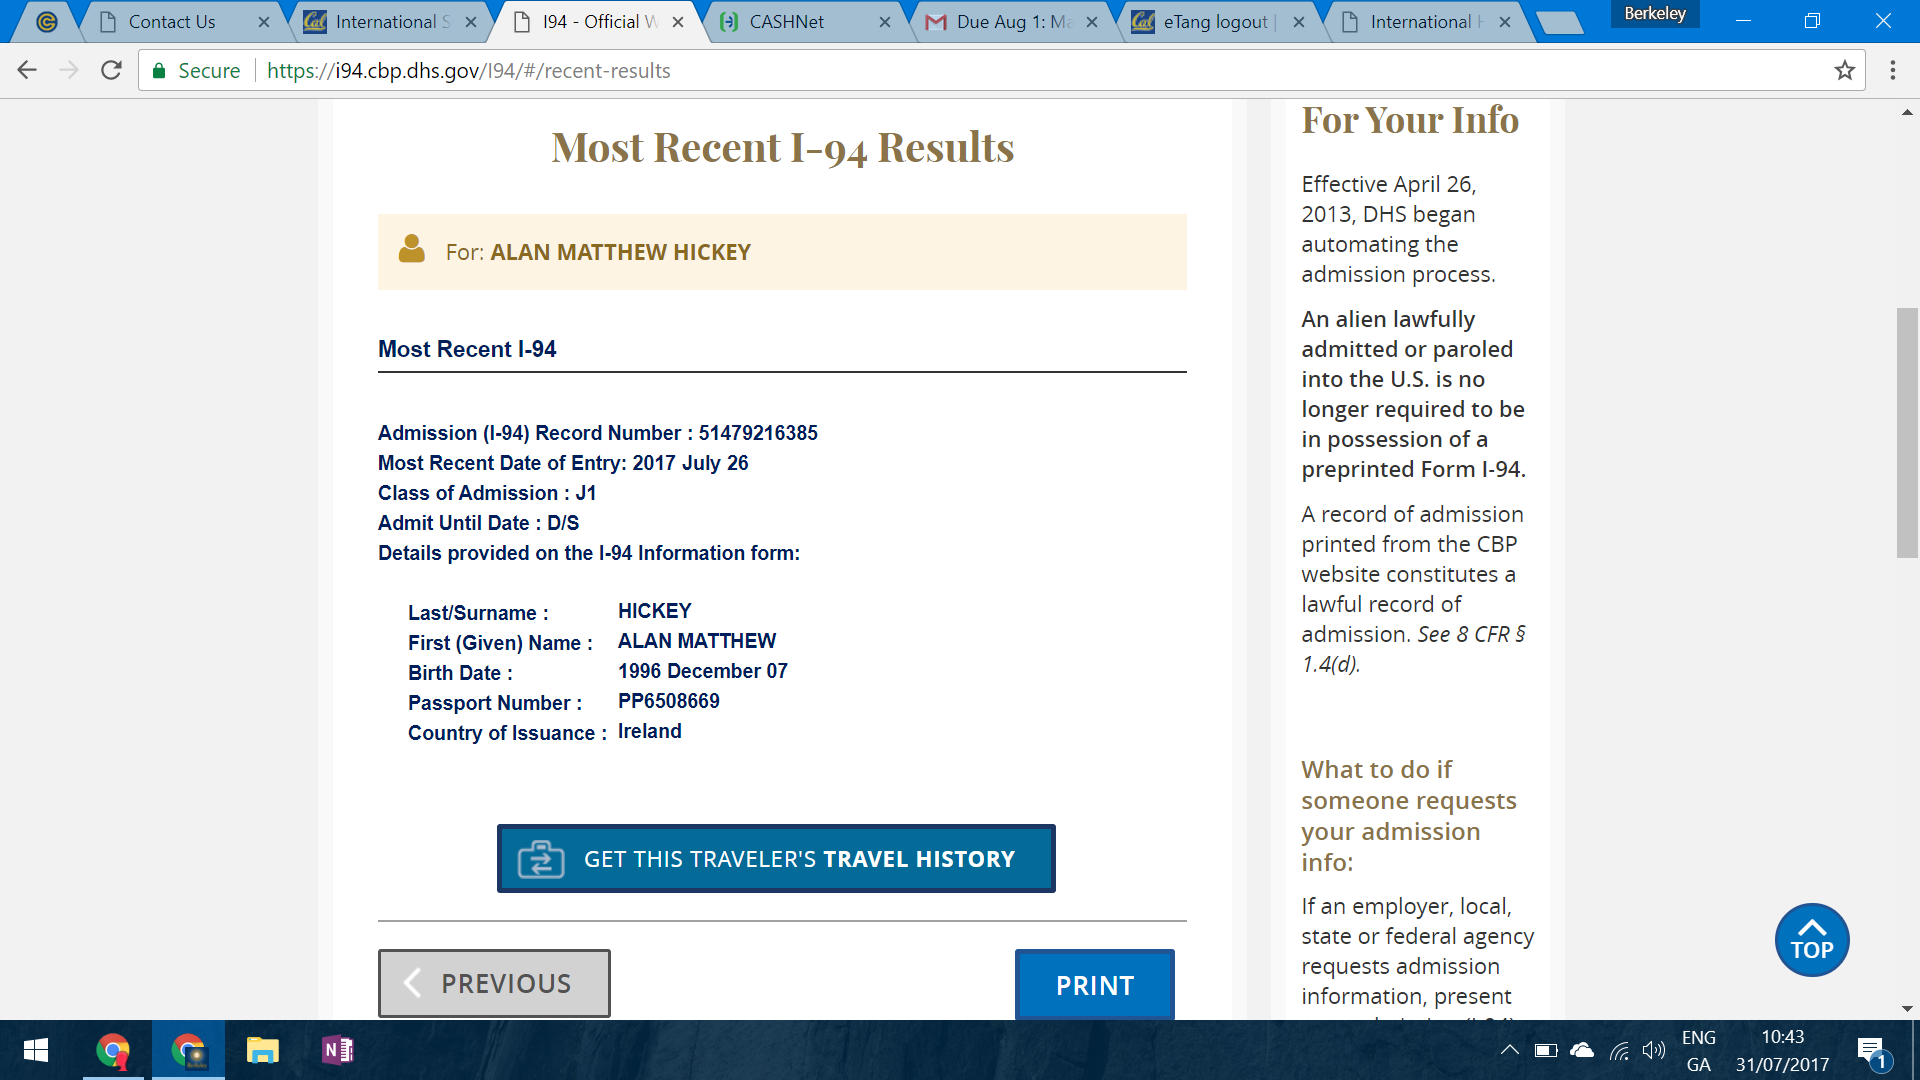 Contact Us
International S
I94 - Official W
CASHNet
Due Aug 1: Ma
eTang logout |
International H
Berkeley
Secure
https://i94.cbp.dhs.gov/I94/#/recent-results
Most Recent I-94 Results
For: ALAN MATTHEW HICKEY
Most Recent I-94
Admission (I-94) Record Number : 51479216385
Most Recent Date of Entry: 2017 July 26
Class of Admission : J1
Admit Until Date : D/S
Details provided on the I-94 Information form:
Last/Surname : HICKEY
First (Given) Name : ALAN MATTHEW
Birth Date : 1996 December 07
Passport Number : PP6508669
Country of Issuance : Ireland
GET THIS TRAVELER'S TRAVEL HISTORY
PREVIOUS
PRINT
For Your Info
Effective April 26,
2013, DHS began
automating the
admission process.
An alien lawfully
admitted or paroled
into the U.S. is no
longer required to be
in possession of a
preprinted Form I-94.
A record of admission
printed from the CBP
website constitutes a
lawful record of
admission. See 8 CFR §
1.4(d).
What to do if
someone requests
your admission
info:
If an employer, local,
state or federal agency
requests admission
information, present
TOP
ENG
GA
10:43
31/07/2017
1